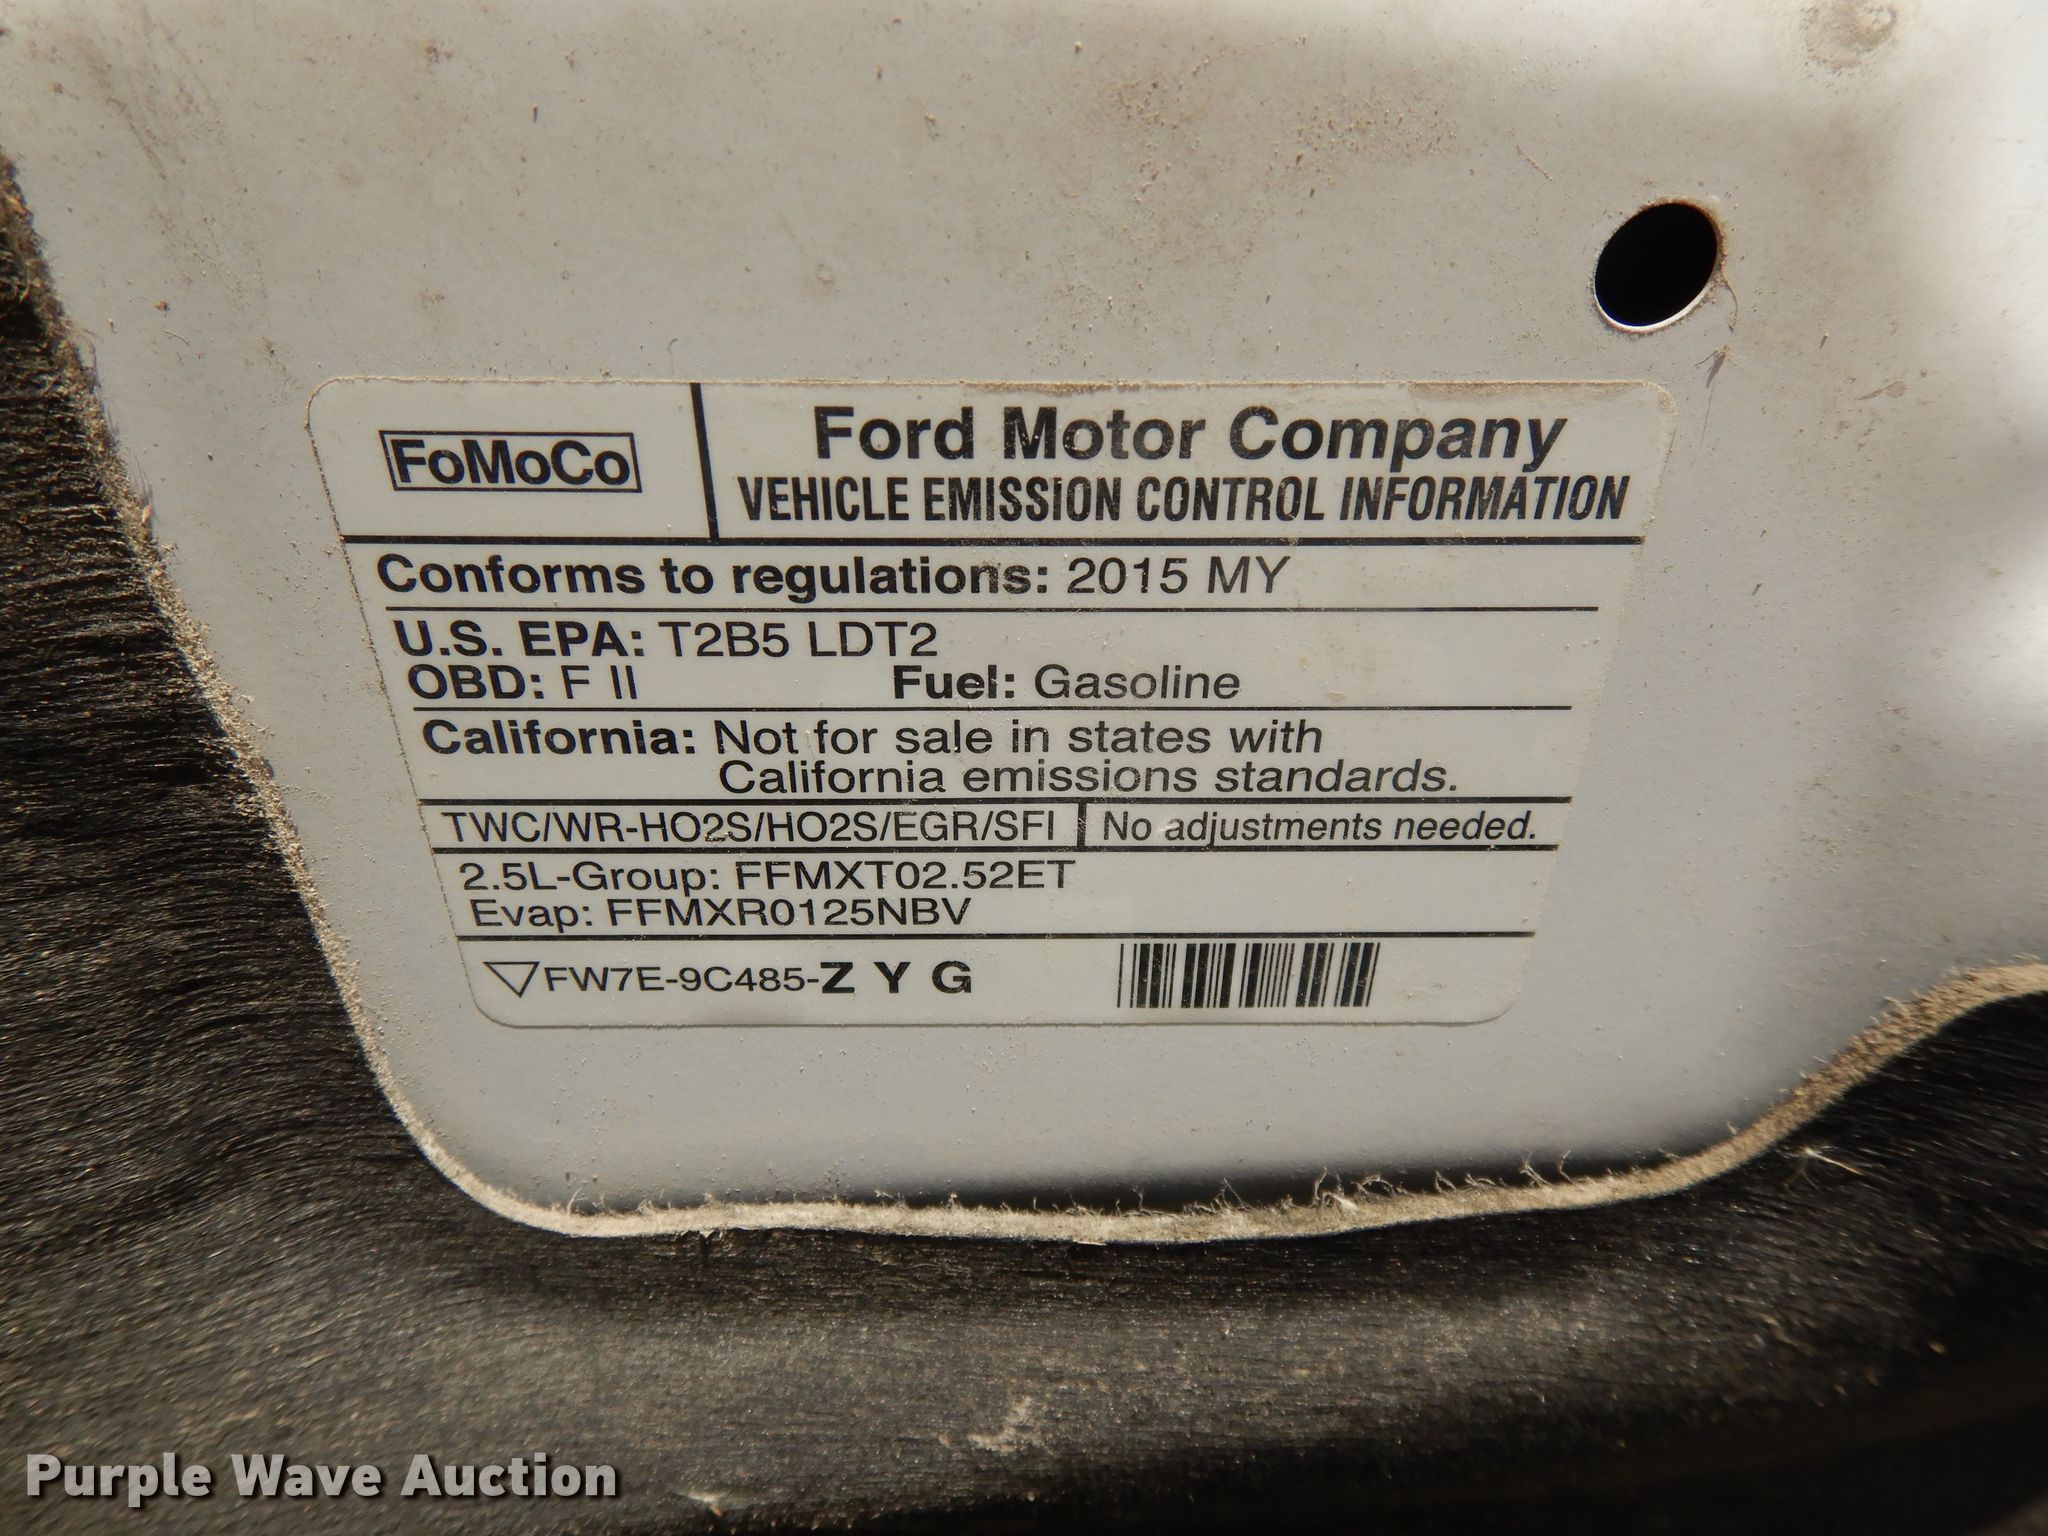 FoMoCo
Ford Motor Company
VEHICLE EMISSION CONTROL INFORMATION
Conforms to regulations: 2015 MY
U.S. EPA: T2B5 LDT2
OBD: F II Fuel: Gasoline
California: Not for sale in states with
California emissions standards.
TWC/WR-HO2S/HO2S/EGR/SFI No adjustments needed.
2.5L-Group: FFMXT02.52ET
Evap: FFMXR0125NBV
▽FW7E-9C485-Z Y G
Purple Wave Auction